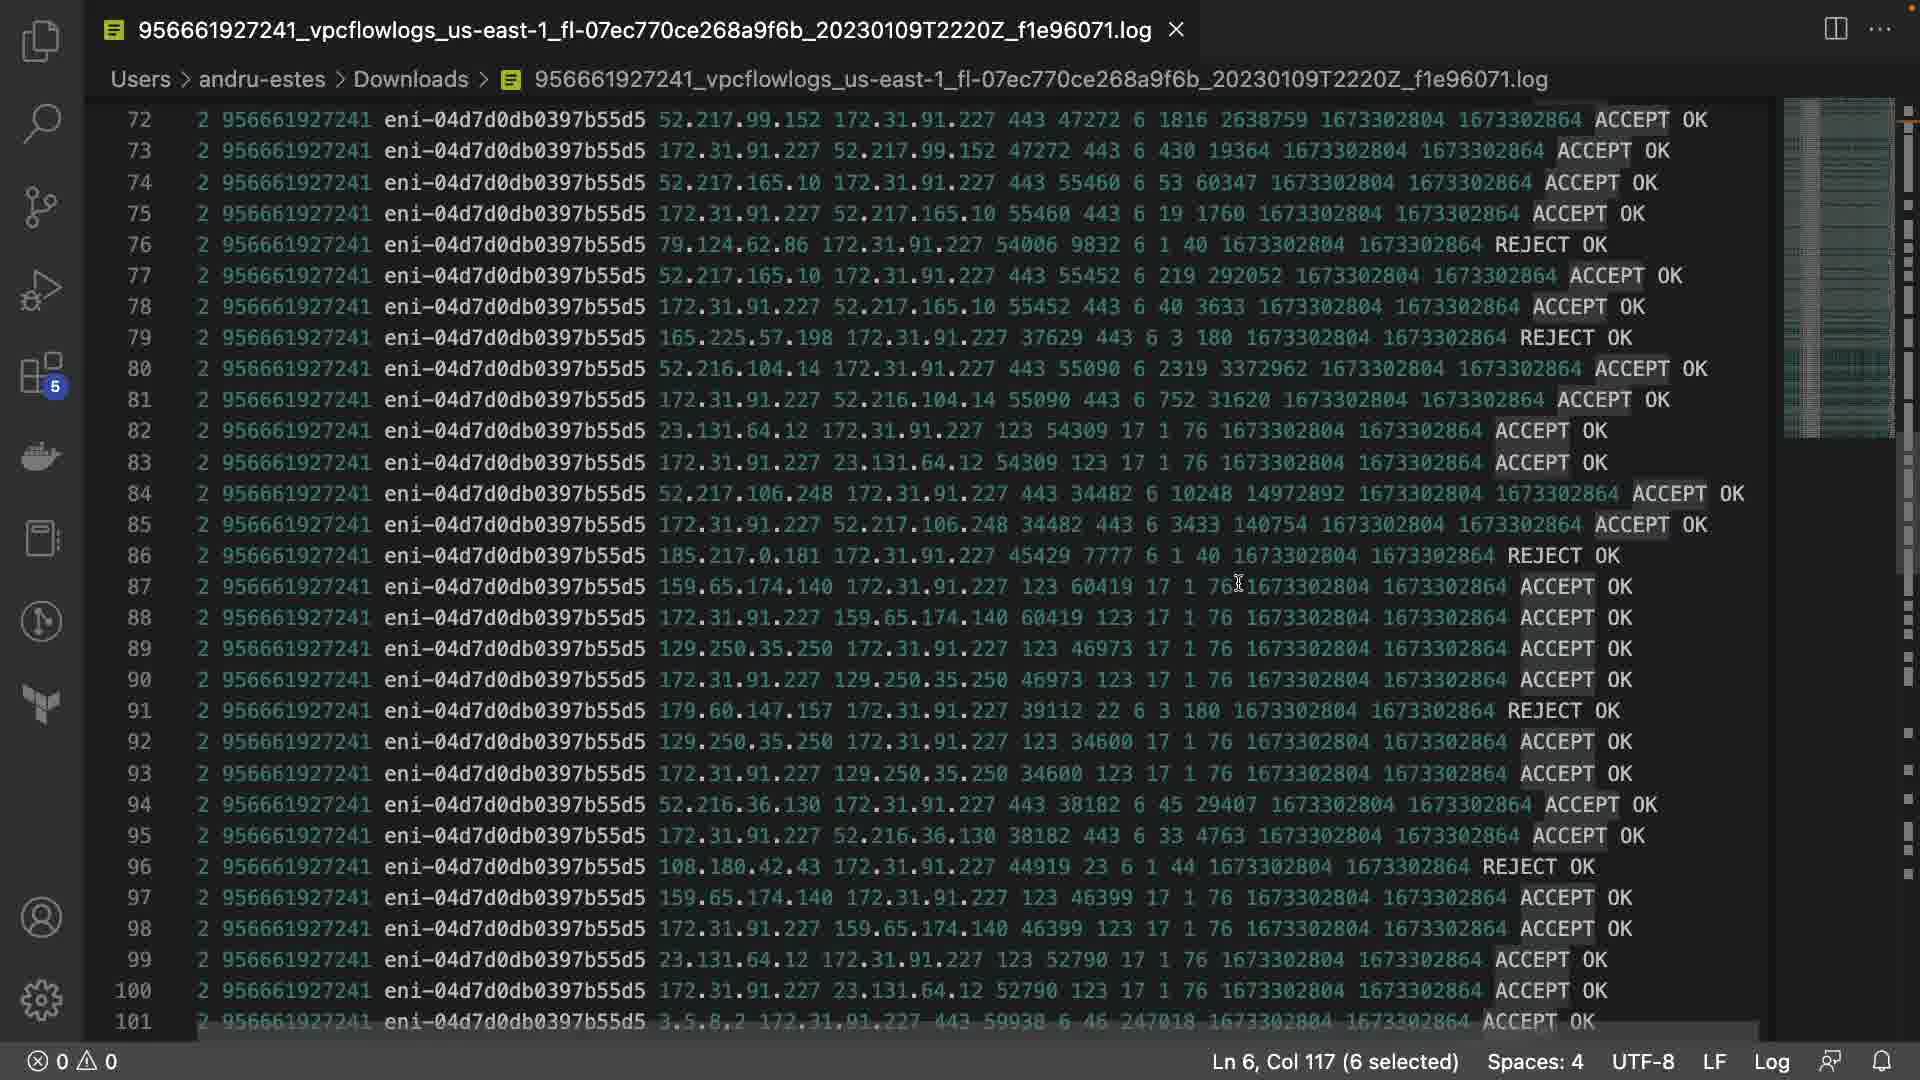 956661927241_vpcflowlogs_us-east-1_fl-07ec770ce268a9f6b_20230109T2220Z_f1e96071.log
Users > andru-estes > Downloads > 956661927241_vpcflowlogs_us-east-1_fl-07ec770ce268a9f6b_20230109T2220Z_f1e96071.log
72 2 956661927241 eni-04d7d0db0397b55d5 52.217.99.152 172.31.91.227 443 47272 6 1816 2638759 1673302804 1673302864 ACCEPT OK
73 2 956661927241 eni-04d7d0db0397b55d5 172.31.91.227 52.217.99.152 47272 443 6 430 19364 1673302804 1673302864 ACCEPT OK
74 2 956661927241 eni-04d7d0db0397b55d5 52.217.165.10 172.31.91.227 443 55460 6 53 60347 1673302804 1673302864 ACCEPT OK
75 2 956661927241 eni-04d7d0db0397b55d5 172.31.91.227 52.217.165.10 55460 443 6 19 1760 1673302804 1673302864 ACCEPT OK
76 2 956661927241 eni-04d7d0db0397b55d5 79.124.62.86 172.31.91.227 54006 9832 6 1 40 1673302804 1673302864 REJECT OK
77 2 956661927241 eni-04d7d0db0397b55d5 52.217.165.10 172.31.91.227 443 55452 6 219 292052 1673302804 1673302864 ACCEPT OK
78 2 956661927241 eni-04d7d0db0397b55d5 172.31.91.227 52.217.165.10 55452 443 6 40 3633 1673302804 1673302864 ACCEPT OK
79 2 956661927241 eni-04d7d0db0397b55d5 165.225.57.198 172.31.91.227 37629 443 6 3 180 1673302804 1673302864 REJECT OK
80 2 956661927241 eni-04d7d0db0397b55d5 52.216.104.14 172.31.91.227 443 55090 6 2319 3372962 1673302804 1673302864 ACCEPT OK
81 2 956661927241 eni-04d7d0db0397b55d5 172.31.91.227 52.216.104.14 55090 443 6 752 31620 1673302804 1673302864 ACCEPT OK
82 2 956661927241 eni-04d7d0db0397b55d5 23.131.64.12 172.31.91.227 123 54309 17 1 76 1673302804 1673302864 ACCEPT OK
83 2 956661927241 eni-04d7d0db0397b55d5 172.31.91.227 23.131.64.12 54309 123 17 1 76 1673302804 1673302864 ACCEPT OK
84 2 956661927241 eni-04d7d0db0397b55d5 52.217.106.248 172.31.91.227 443 34482 6 10248 14972892 1673302804 1673302864 ACCEPT OK
85 2 956661927241 eni-04d7d0db0397b55d5 172.31.91.227 52.217.106.248 34482 443 6 3433 140754 1673302804 1673302864 ACCEPT OK
86 2 956661927241 eni-04d7d0db0397b55d5 185.217.0.181 172.31.91.227 45429 7777 6 1 40 1673302804 1673302864 REJECT OK
87 2 956661927241 eni-04d7d0db0397b55d5 159.65.174.140 172.31.91.227 123 60419 17 1 76 1673302804 1673302864 ACCEPT OK
88 2 956661927241 eni-04d7d0db0397b55d5 172.31.91.227 159.65.174.140 60419 123 17 1 76 1673302804 1673302864 ACCEPT OK
89 2 956661927241 eni-04d7d0db0397b55d5 129.250.35.250 172.31.91.227 123 46973 17 1 76 1673302804 1673302864 ACCEPT OK
90 2 956661927241 eni-04d7d0db0397b55d5 172.31.91.227 129.250.35.250 46973 123 17 1 76 1673302804 1673302864 ACCEPT OK
91 2 956661927241 eni-04d7d0db0397b55d5 179.60.147.157 172.31.91.227 39112 22 6 3 180 1673302804 1673302864 REJECT OK
92 2 956661927241 eni-04d7d0db0397b55d5 129.250.35.250 172.31.91.227 123 34600 17 1 76 1673302804 1673302864 ACCEPT OK
93 2 956661927241 eni-04d7d0db0397b55d5 172.31.91.227 129.250.35.250 34600 123 17 1 76 1673302804 1673302864 ACCEPT OK
94 2 956661927241 eni-04d7d0db0397b55d5 52.216.36.130 172.31.91.227 443 38182 6 45 29407 1673302804 1673302864 ACCEPT OK
95 2 956661927241 eni-04d7d0db0397b55d5 172.31.91.227 52.216.36.130 38182 443 6 33 4763 1673302804 1673302864 ACCEPT OK
96 2 956661927241 eni-04d7d0db0397b55d5 108.180.42.43 172.31.91.227 44919 23 6 1 44 1673302804 1673302864 REJECT OK
97 2 956661927241 eni-04d7d0db0397b55d5 159.65.174.140 172.31.91.227 123 46399 17 1 76 1673302804 1673302864 ACCEPT OK
98 2 956661927241 eni-04d7d0db0397b55d5 172.31.91.227 159.65.174.140 46399 123 17 1 76 1673302804 1673302864 ACCEPT OK
99 2 956661927241 eni-04d7d0db0397b55d5 23.131.64.12 172.31.91.227 123 52790 17 1 76 1673302804 1673302864 ACCEPT OK
100 2 956661927241 eni-04d7d0db0397b55d5 172.31.91.227 23.131.64.12 52790 123 17 1 76 1673302804 1673302864 ACCEPT OK
101 2 956661927241 eni-04d7d0db0397b55d5 3.5.8.2 172.31.91.227 443 59938 6 46 247018 1673302804 1673302864 ACCEPT OK
5
0 0 Ln 6, Col 117 (6 selected) Spaces: 4 UTF-8 LF Log